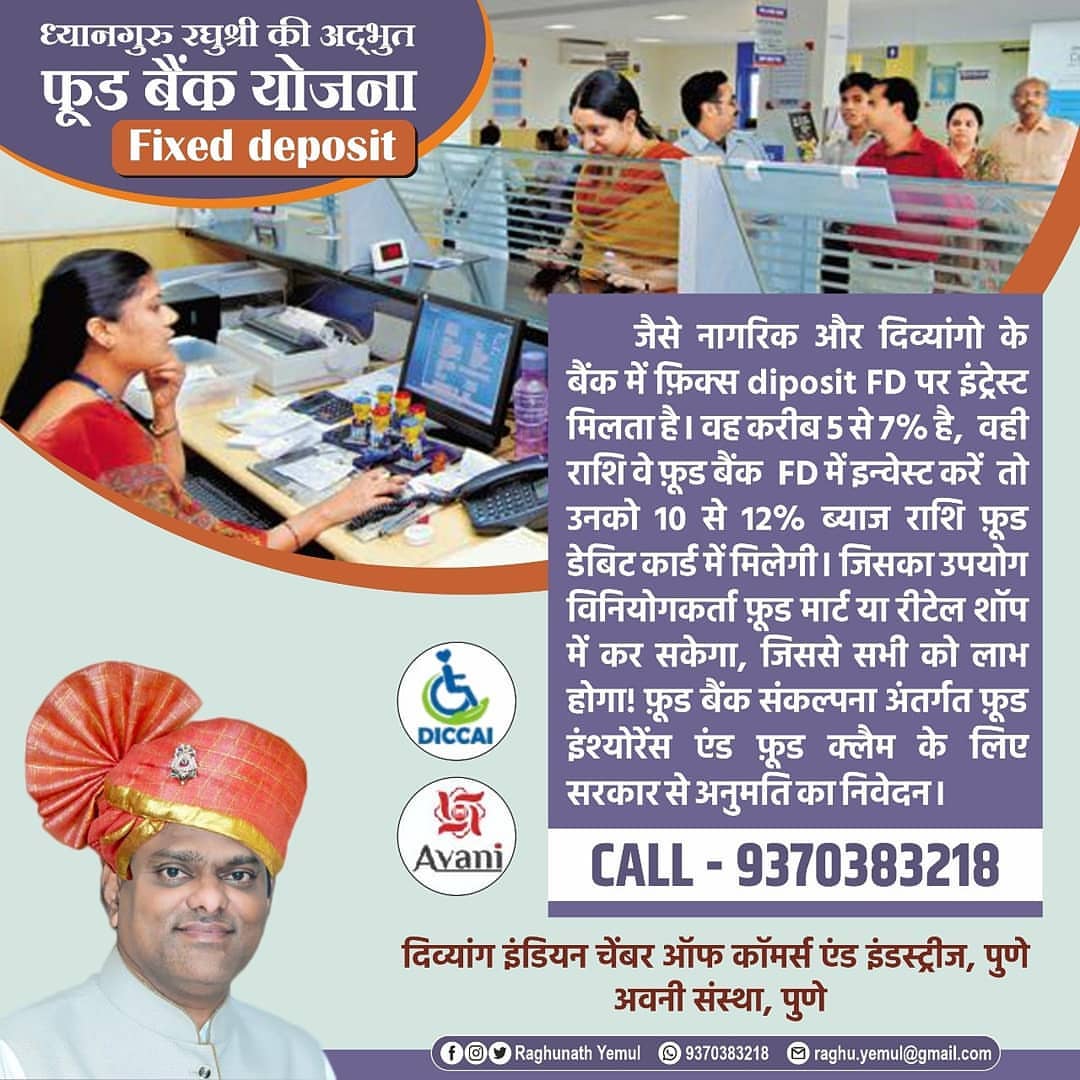 ध्यानगुरु रघुश्री की अद्भुत
फूड बैंक योजना
Fixed deposit
जैसे नागरिक और दिव्यांगो के
बैंक में फ़िक्स diposit FD पर इंट्रेस्ट
मिलता है। वह करीब 5 से 7% है, वही
राशि वे फ़ूड बैंक FD में इन्वेस्ट करें तो
उनको 10 से 12% ब्याज राशि फ़ूड
डेबिट कार्ड में मिलेगी। जिसका उपयोग
विनियोगकर्ता फ़ूड मार्ट या रीटेल शॉप
में कर सकेगा, जिससे सभी को लाभ
होगा! फ़ूड बैंक संकल्पना अंतर्गत फ़ूड
इंश्योरेंस एंड फ़ूड क्लैम के लिए
सरकार से अनुमति का निवेदन।
CALL - 9370383218
DICCAI
Avani
दिव्यांग इंडियन चेंबर ऑफ कॉमर्स एंड इंडस्ट्रीज, पुणे
अवनी संस्था, पुणे
Raghunath Yemul 9370383218 raghu.yemul@gmail.com